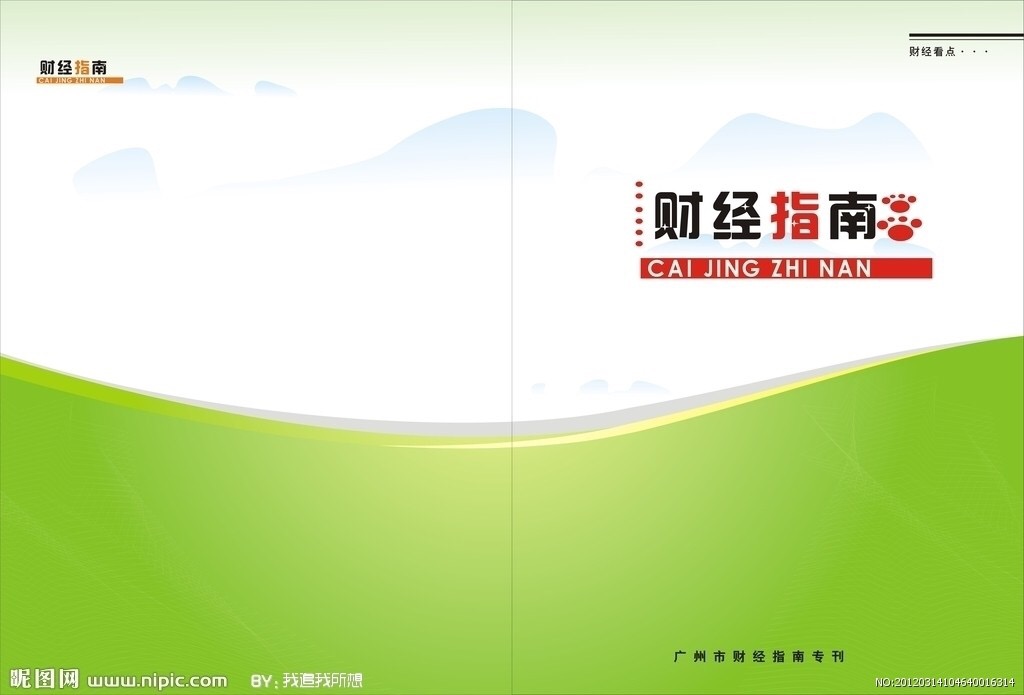 财经指南
CAI JING ZHI NAN
财经看点···
财经指南
CAI JING ZHI NAN
广州市财经指南专刊
昵图网 www.nipic.com BY:我追我所想
NO:20120314104640016314